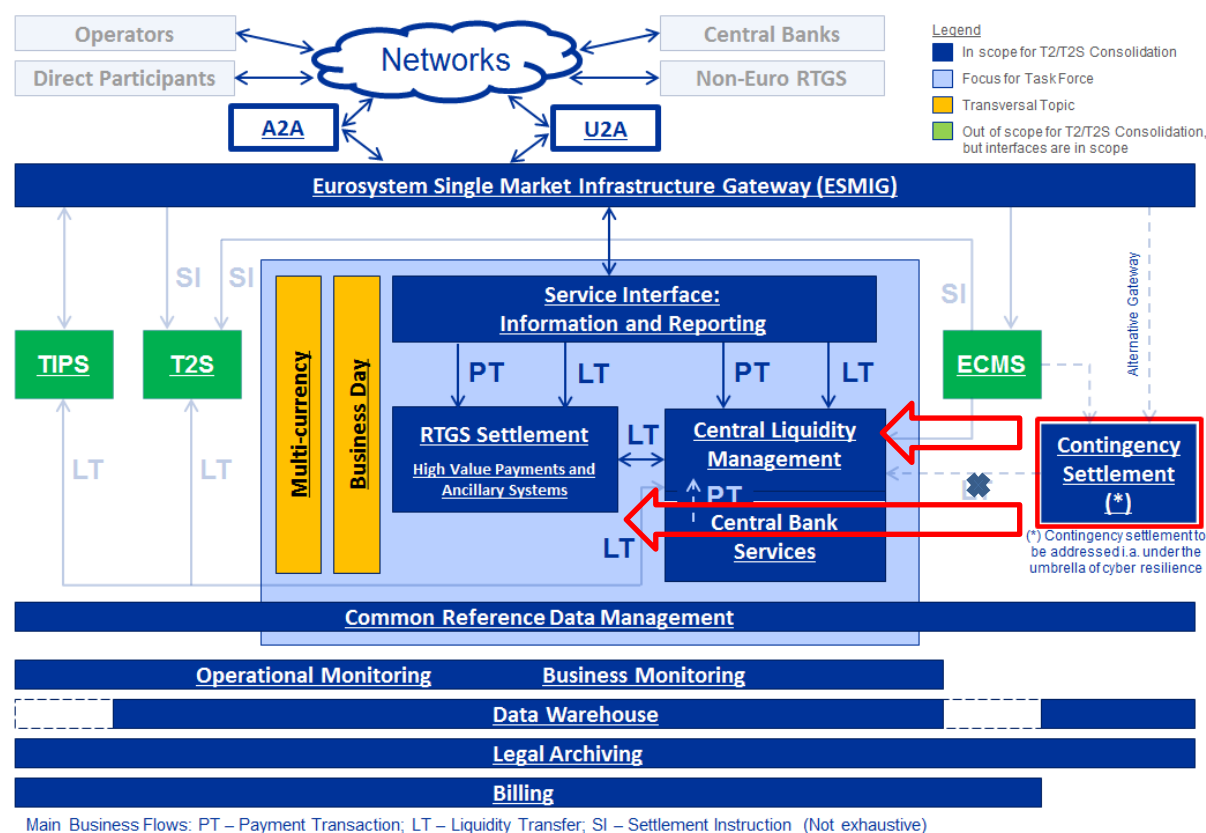 Operators
Direct Participants
Networks
Central Banks
Non-Euro RTGS
Legend
In scope for T2/T2S Consolidation
Focus for Task Force
Transversal Topic
Out of scope for T2/T2S Consolidation,
but interfaces are in scope
A2A
U2A
Eurosystem Single Market Infrastructure Gateway (ESMIG)
SI
SI
SI
Alternative Gateway
Service Interface:
Information and Reporting
Multi-currency
Business Day
TIPS
T2S
ECMS
PT
LT
PT
LT
RTGS Settlement
High Value Payments and
Ancillary Systems
LT
Central Liquidity
Management
Contingency
Settlement
(*)
LT
LT
PT
LT
LT
Central Bank
Services
(*) Contingency settlement to
be addressed i.a. under the
umbrella of cyber resilience
Common Reference Data Management
Operational Monitoring
Business Monitoring
Data Warehouse
Legal Archiving
Billing
Main Business Flows: PT – Payment Transaction; LT – Liquidity Transfer; SI – Settlement Instruction (Not exhaustive)